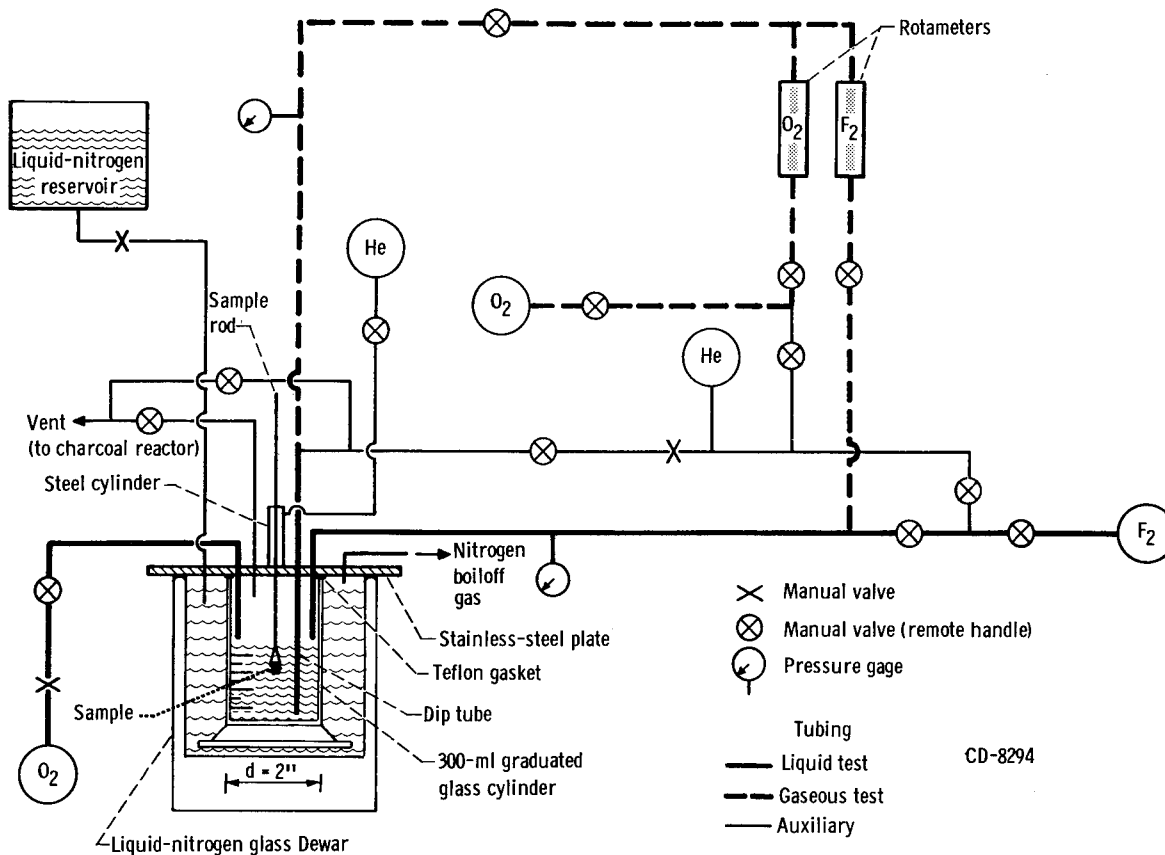 Rotameters
O2
F2
Liquid-nitrogen
reservoir
He
Sample
rod
O2
He
Vent
(to charcoal reactor)
Steel cylinder
F2
Nitrogen
boiloff
gas
Manual valve
Stainless-steel plate
Manual valve (remote handle)
Teflon gasket
Pressure gage
Sample
Dip tube
Tubing
O2
d = 2"
300-ml graduated
glass cylinder
Liquid test
CD-8294
Gaseous test
Auxiliary
Liquid-nitrogen glass Dewar